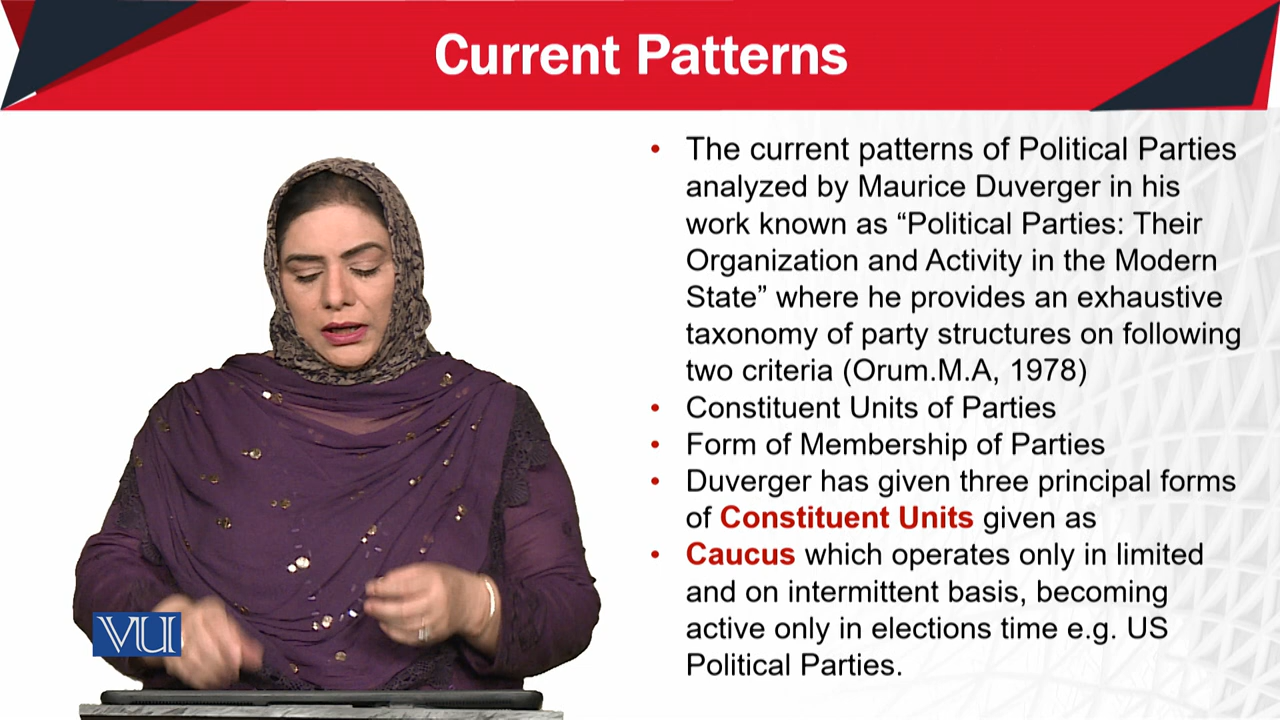 Current Patterns
• The current patterns of Political Parties
analyzed by Maurice Duverger in his
work known as “Political Parties: Their
Organization and Activity in the Modern
State” where he provides an exhaustive
taxonomy of party structures on following
two criteria (Orum.M.A, 1978)
• Constituent Units of Parties
• Form of Membership of Parties
• Duverger has given three principal forms
of Constituent Units given as
• Caucus which operates only in limited
and on intermittent basis, becoming
active only in elections time e.g. US
Political Parties.
VU